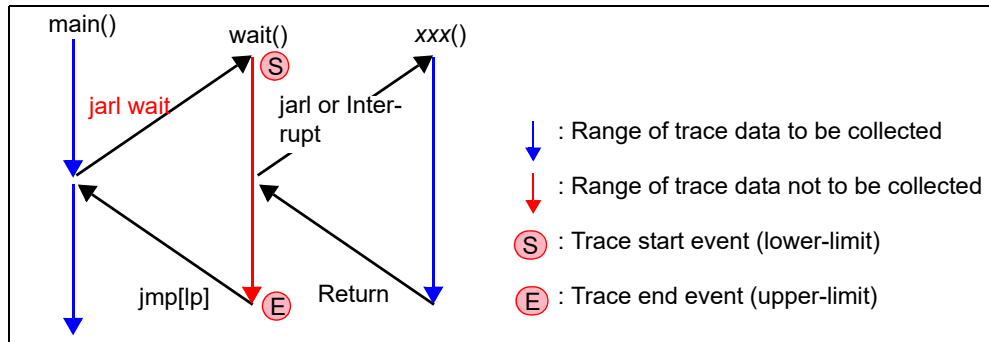 main()
wait()
xxx()
S
jarl wait
jarl or Inter-
rupt
jmp[lp]
E
Return
: Range of trace data to be collected
: Range of trace data not to be collected
S : Trace start event (lower-limit)
E : Trace end event (upper-limit)